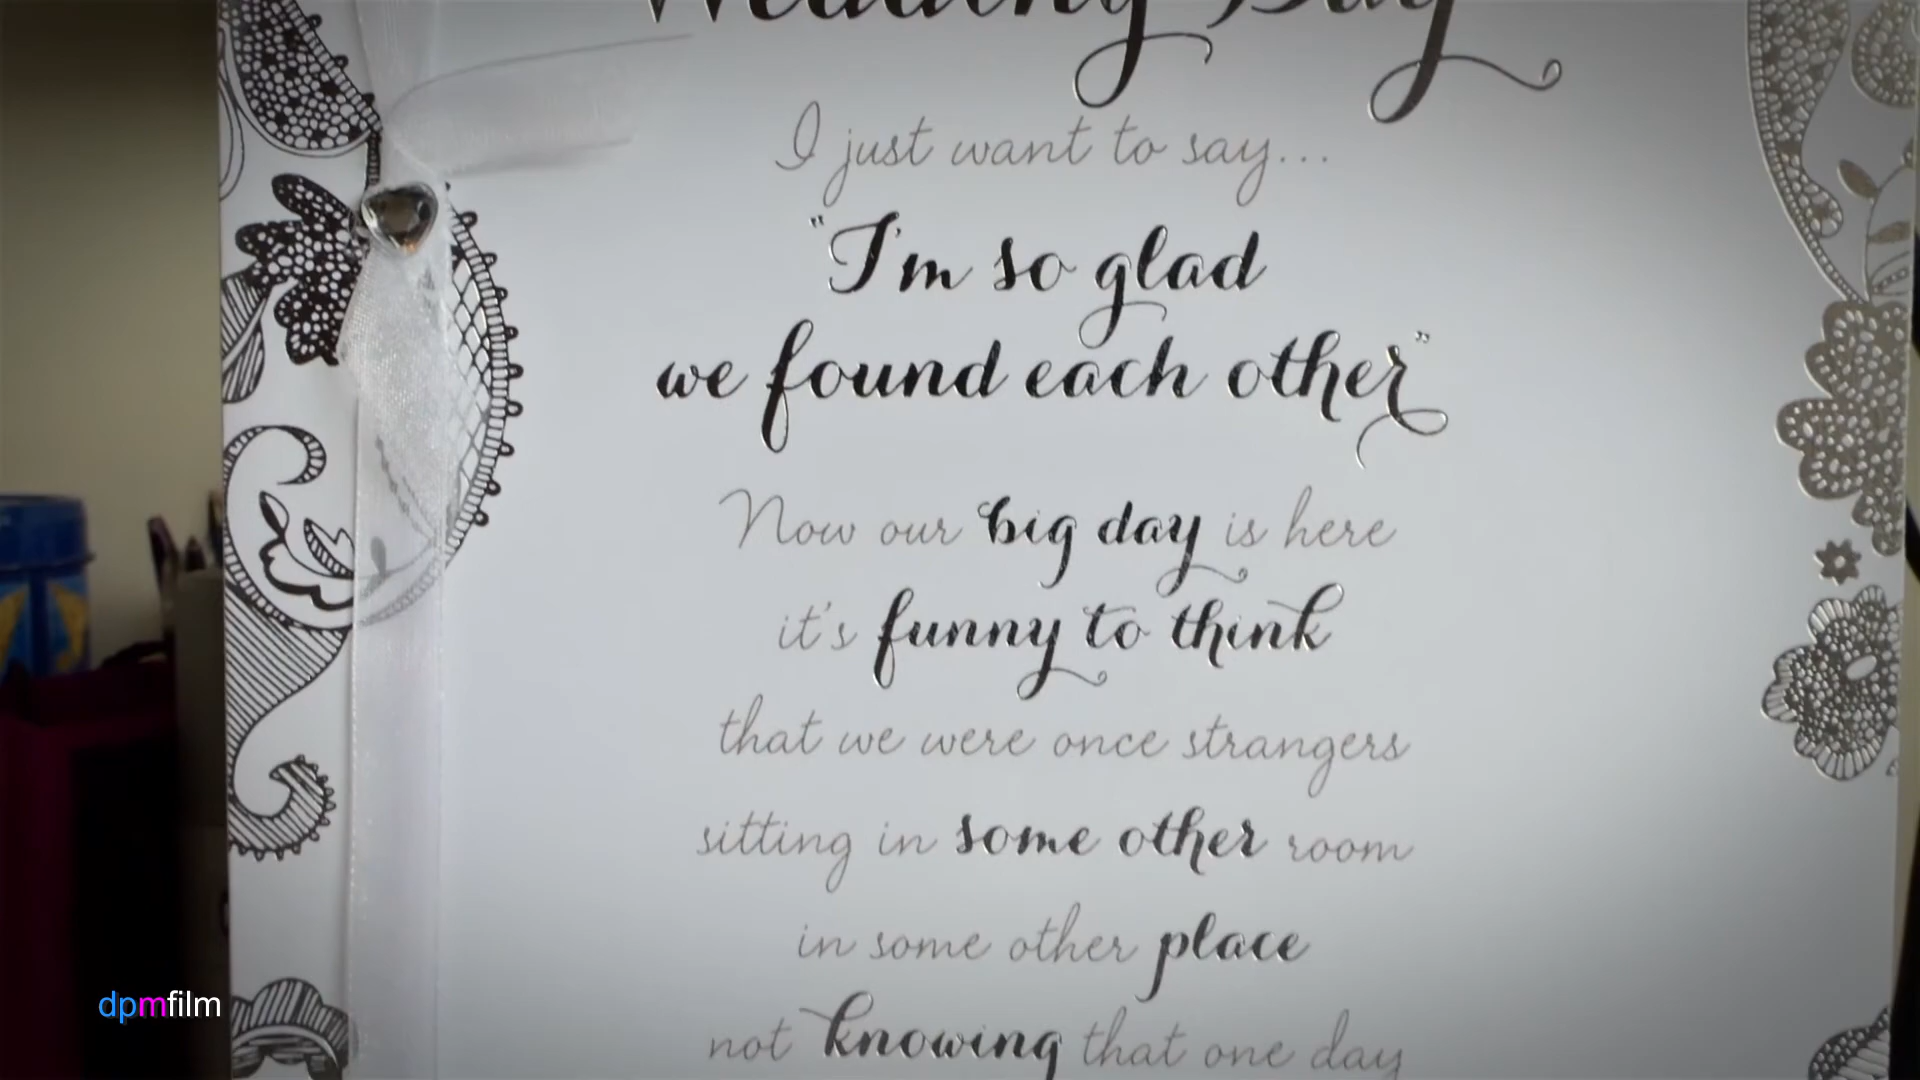 Wedding Day
I just want to say...
"I'm so glad
we found each other"
Now our big day is here
it's funny to think
that we were once strangers
sitting in some other room
in some other place
not knowing that one day
dpmfilm